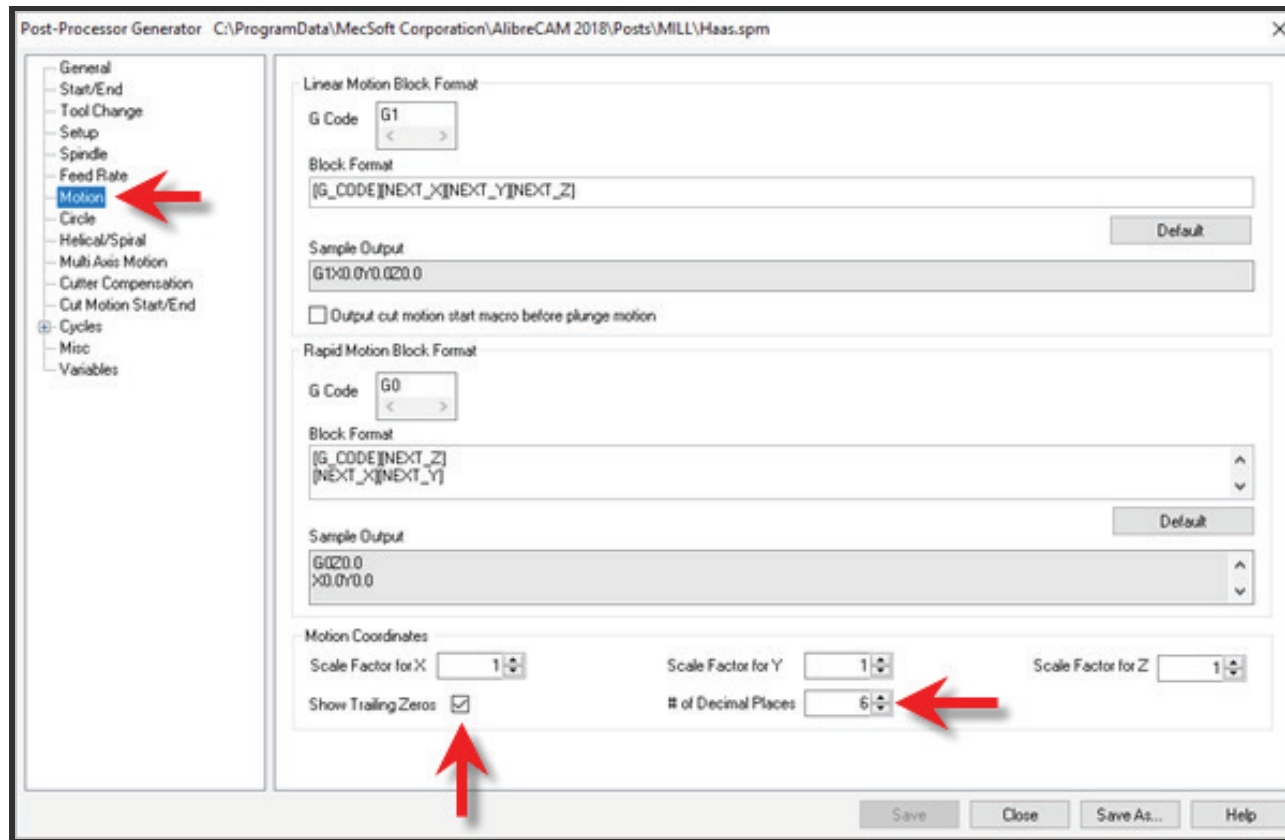 Post-Processor Generator C:\ProgramData\MecSoft Corporation\AlibreCAM 2018\Posts\MILL\Haas.spm
General
Start/End
Tool Change
Setup
Spindle
Feed Rate
Motion
Circle
Helical/Spiral
Multi Axis Motion
Cutter Compensation
Cut Motion Start/End
Cycles
Misc
Variables
Linear Motion Block Format
G Code G1
Block Format
[G_CODE][NEXT_X][NEXT_Y][NEXT_Z]
Default
Sample Output
G1X0.0Y0.0Z0.0
Output cut motion start macro before plunge motion
Rapid Motion Block Format
G Code G0
Block Format
[G_CODE][NEXT_Z]
[NEXT_X][NEXT_Y]
Default
Sample Output
G0Z0.0
X0.0Y0.0
Motion Coordinates
Scale Factor for X 1 Scale Factor for Y 1 Scale Factor for Z 1
Show Trailing Zeros # of Decimal Places 6
Save Close Save As... Help